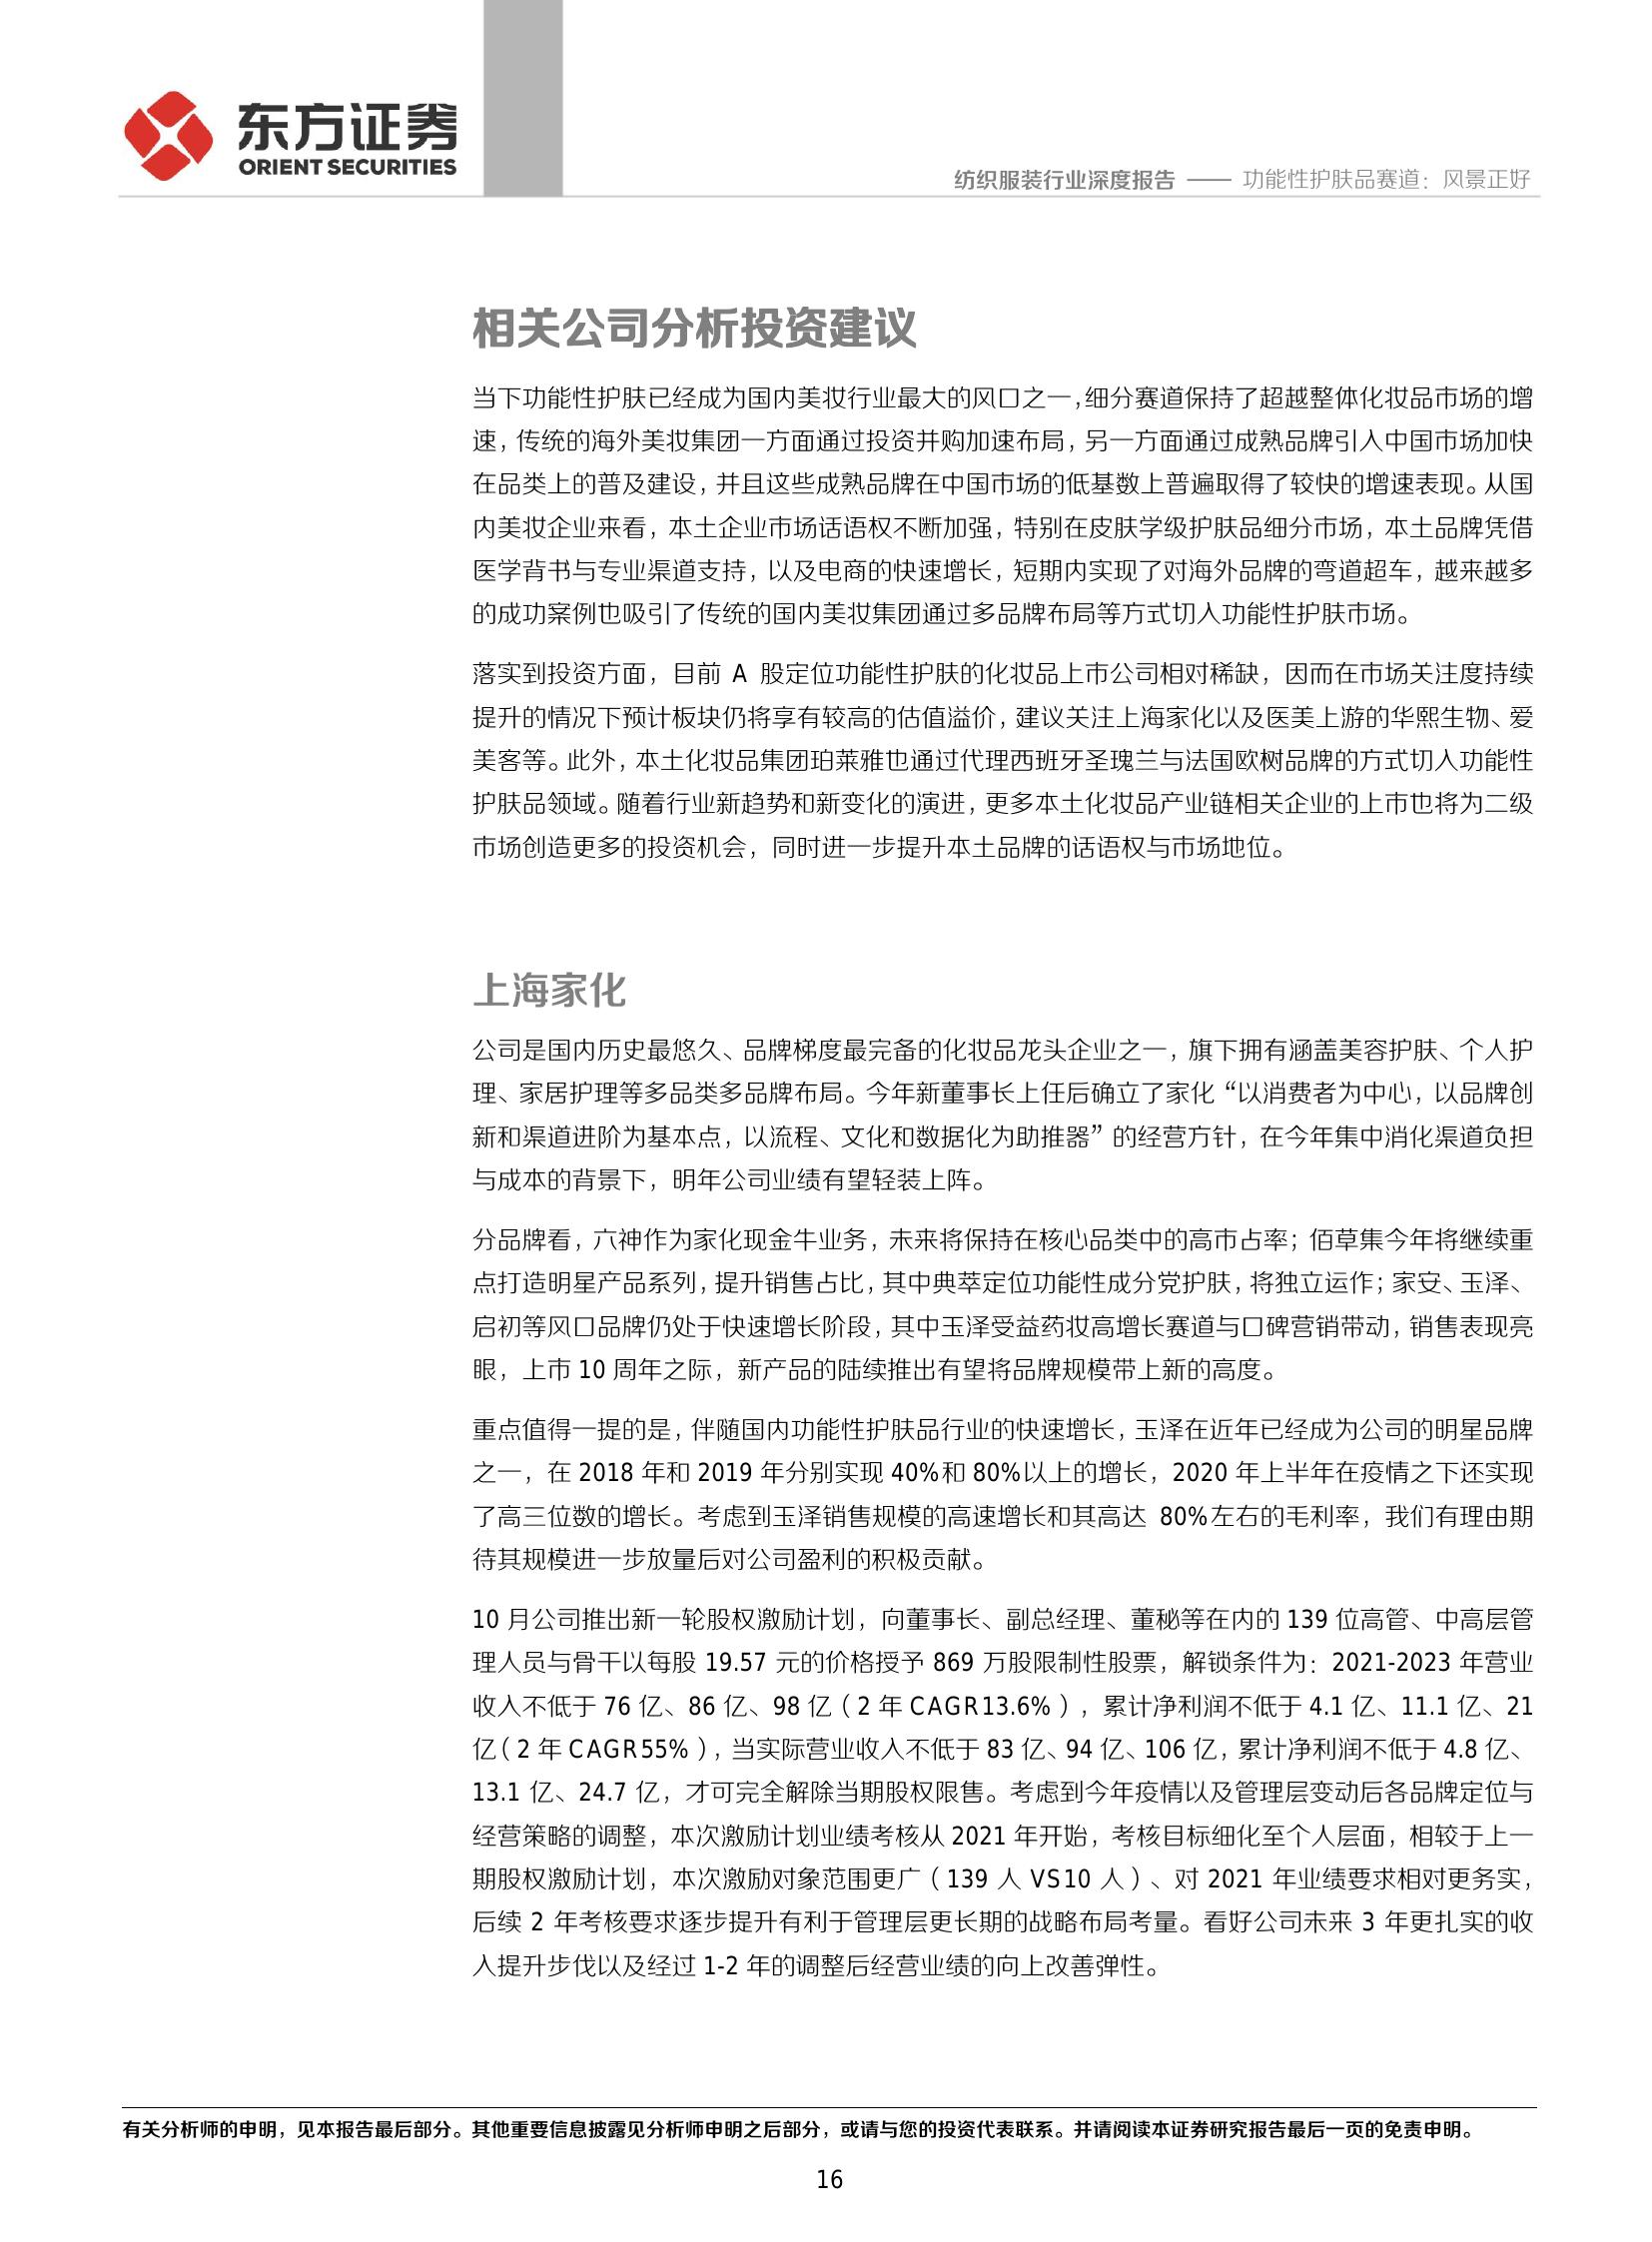 东方证券
ORIENT SECURITIES
纺织服装行业深度报告 —— 功能性护肤品赛道：风景正好
相关公司分析投资建议
当下功能性护肤已经成为国内美妆行业最大的风口之一，细分赛道保持了超越整体化妆品市场的增
速，传统的海外美妆集团一方面通过投资并购加速布局，另一方面通过成熟品牌引入中国市场加快
在品类上的普及建设，并且这些成熟品牌在中国市场的低基数上普遍取得了较快的增速表现。从国
内美妆企业来看，本土企业市场话语权不断加强，特别在皮肤学级护肤品细分市场，本土品牌凭借
医学背书与专业渠道支持，以及电商的快速增长，短期内实现了对海外品牌的弯道超车，越来越多
的成功案例也吸引了传统的国内美妆集团通过多品牌布局等方式切入功能性护肤市场。
落实到投资方面，目前 A 股定位功能性护肤的化妆品上市公司相对稀缺，因而在市场关注度持续
提升的情况下预计板块仍将享有较高的估值溢价，建议关注上海家化以及医美上游的华熙生物、爱
美客等。此外，本土化妆品集团珀莱雅也通过代理西班牙圣瑰兰与法国欧树品牌的方式切入功能性
护肤品领域。随着行业新趋势和新变化的演进，更多本土化妆品产业链相关企业的上市也将为二级
市场创造更多的投资机会，同时进一步提升本土品牌的话语权与市场地位。
上海家化
公司是国内历史最悠久、品牌梯度最完备的化妆品龙头企业之一，旗下拥有涵盖美容护肤、个人护
理、家居护理等多品类多品牌布局。今年新董事长上任后确立了家化“以消费者为中心，以品牌创
新和渠道进阶为基本点，以流程、文化和数据化为助推器”的经营方针，在今年集中消化渠道负担
与成本的背景下，明年公司业绩有望轻装上阵。
分品牌看，六神作为家化现金牛业务，未来将保持在核心品类中的高市占率；佰草集今年将继续重
点打造明星产品系列，提升销售占比，其中典萃定位功能性成分党护肤，将独立运作；家安、玉泽、
启初等风口品牌仍处于快速增长阶段，其中玉泽受益药妆高增长赛道与口碑营销带动，销售表现亮
眼，上市 10 周年之际，新产品的陆续推出有望将品牌规模带上新的高度。
重点值得一提的是，伴随国内功能性护肤品行业的快速增长，玉泽在近年已经成为公司的明星品牌
之一，在 2018 年和 2019 年分别实现 40%和 80%以上的增长，2020 年上半年在疫情之下还实现
了高三位数的增长。考虑到玉泽销售规模的高速增长和其高达 80%左右的毛利率，我们有理由期
待其规模进一步放量后对公司盈利的积极贡献。
10 月公司推出新一轮股权激励计划，向董事长、副总经理、董秘等在内的 139 位高管、中高层管
理人员与骨干以每股 19.57 元的价格授予 869 万股限制性股票，解锁条件为：2021-2023 年营业
收入不低于 76 亿、86 亿、98 亿（2 年 CAGR13.6%），累计净利润不低于 4.1 亿、11.1 亿、21
亿（2 年 CAGR55%），当实际营业收入不低于 83 亿、94 亿、106 亿，累计净利润不低于 4.8 亿、
13.1 亿、24.7 亿，才可完全解除当期股权限售。考虑到今年疫情以及管理层变动后各品牌定位与
经营策略的调整，本次激励计划业绩考核从 2021 年开始，考核目标细化至个人层面，相较于上一
期股权激励计划，本次激励对象范围更广（139 人 VS10 人）、对 2021 年业绩要求相对更务实，
后续 2 年考核要求逐步提升有利于管理层更长期的战略布局考量。看好公司未来 3 年更扎实的收
入提升步伐以及经过 1-2 年的调整后经营业绩的向上改善弹性。
有关分析师的申明，见本报告最后部分。其他重要信息披露见分析师申明之后部分，或请与您的投资代表联系。并请阅读本证券研究报告最后一页的免责申明。
16